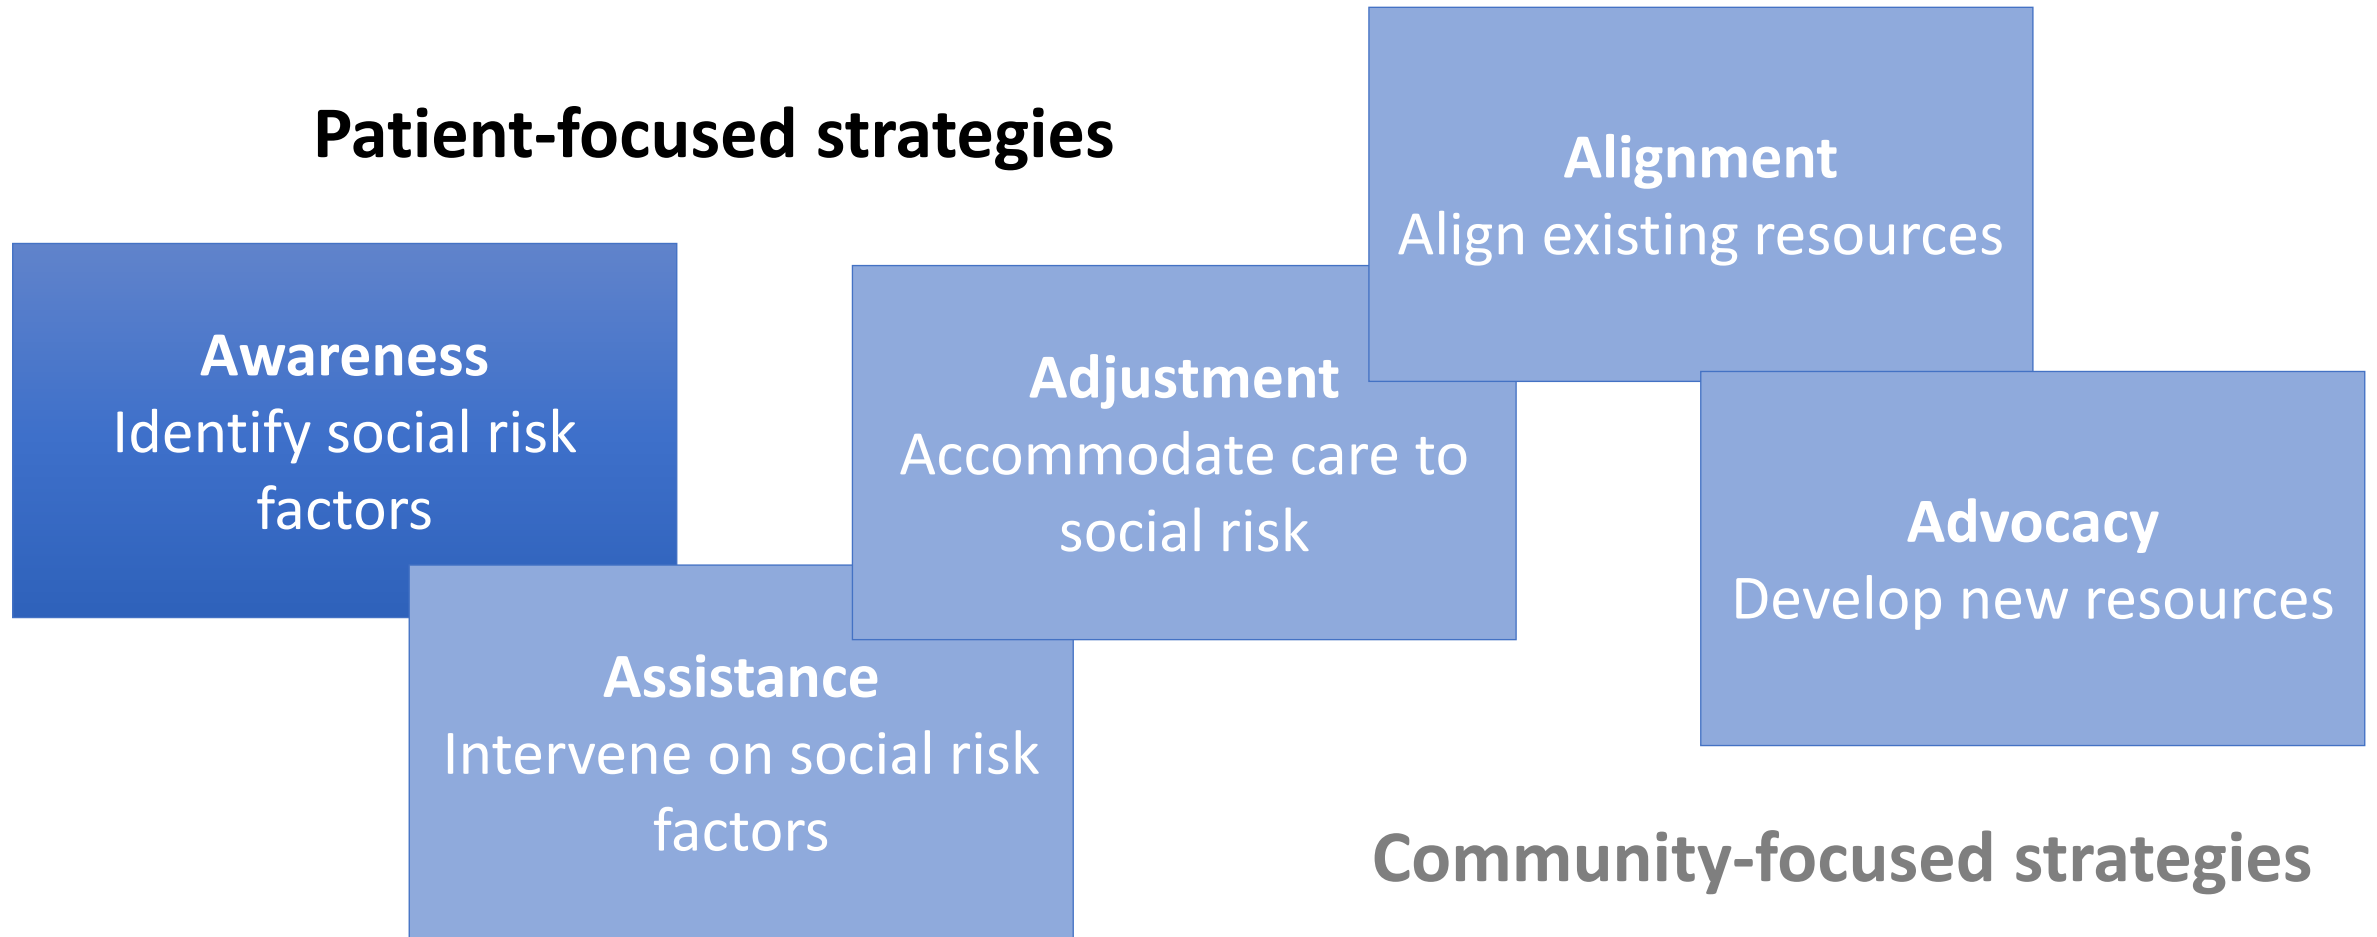 Patient-focused strategies
Awareness
Identify social risk
factors
Assistance
Intervene on social risk
factors
Adjustment
Accommodate care to
social risk
Alignment
Align existing resources
Advocacy
Develop new resources
Community-focused strategies